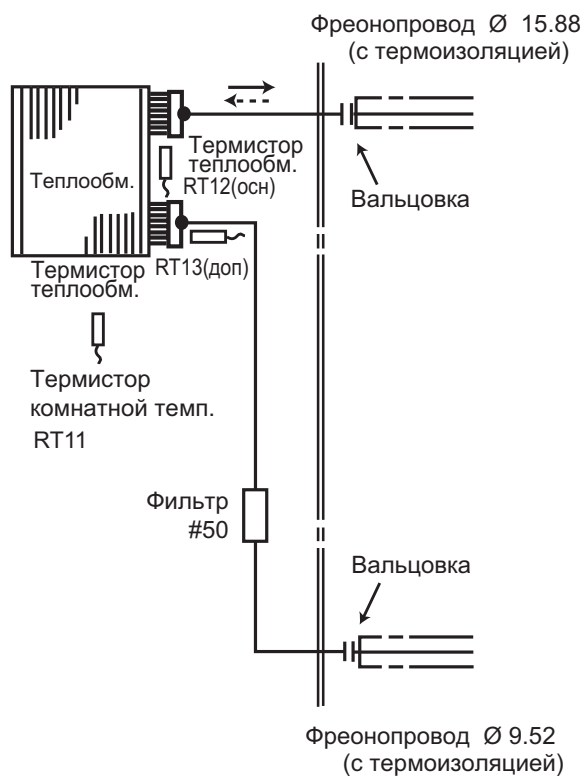 Фреонопровод Ø 15.88
(с термоизоляцией)
Термистор
теплообм.
RT12(осн)
Теплообм.
Вальцовка
Термистор
теплообм.
RT13(доп)
Термистор
комнатной темп.
RT11
Фильтр
#50
Вальцовка
Фреонопровод Ø 9.52
(с термоизоляцией)